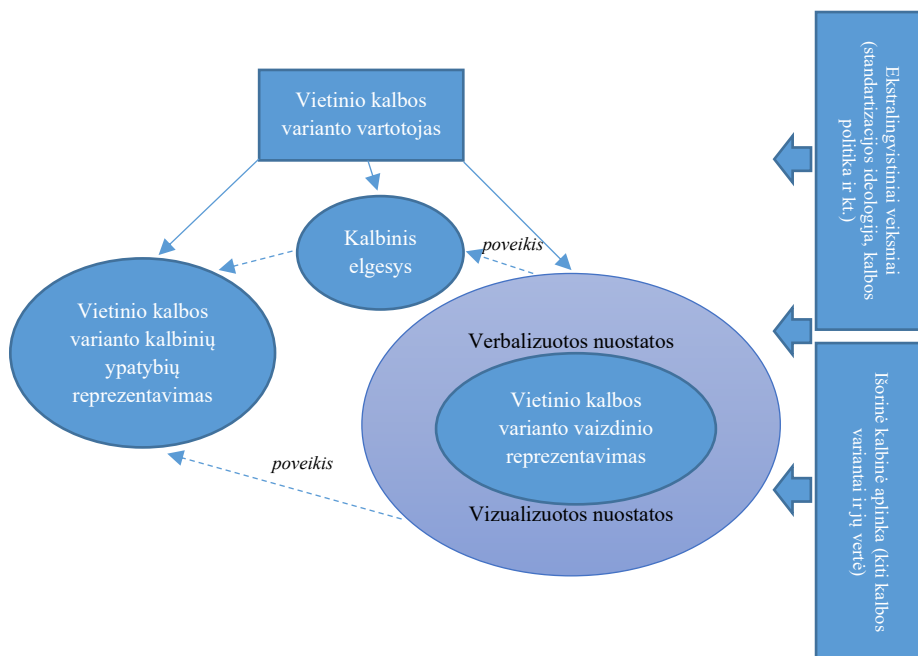 Vietinio kalbos
varianto vartotojas
Kalbinis
elgesys
poveikis
Vietinio kalbos
varianto kalbinių
ypatybių
reprezentavimas
Verbalizuotos nuostatos
Vietinio kalbos
varianto vaizdinio
reprezentavimas
Vizualizuotos nuostatos
poveikis
Ekstralingvistiniai veiksniai
(standartizacijos ideologija, kalbos
politika ir kt.)
Išorinė kalbinė aplinka (kiti kalbos
variantai ir jų vertė)